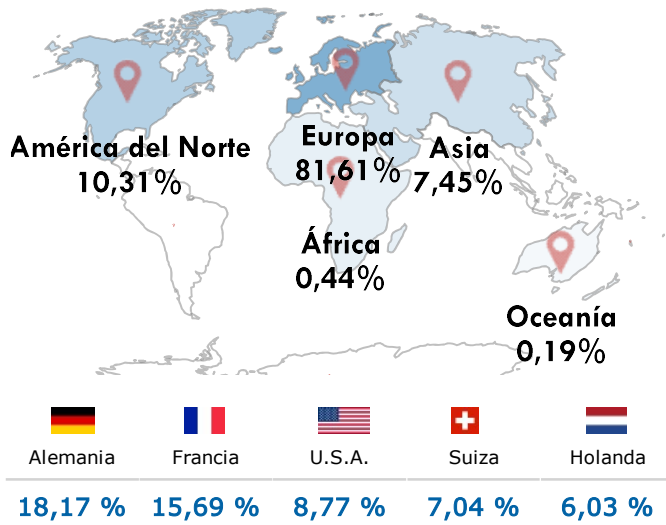 América del Norte
10,31%
Europa
81,61%
Asia
7,45%
África
0,44%
Oceanía
0,19%
Alemania Francia U.S.A. Suiza Holanda
18,17 % 15,69 % 8,77 % 7,04 % 6,03 %